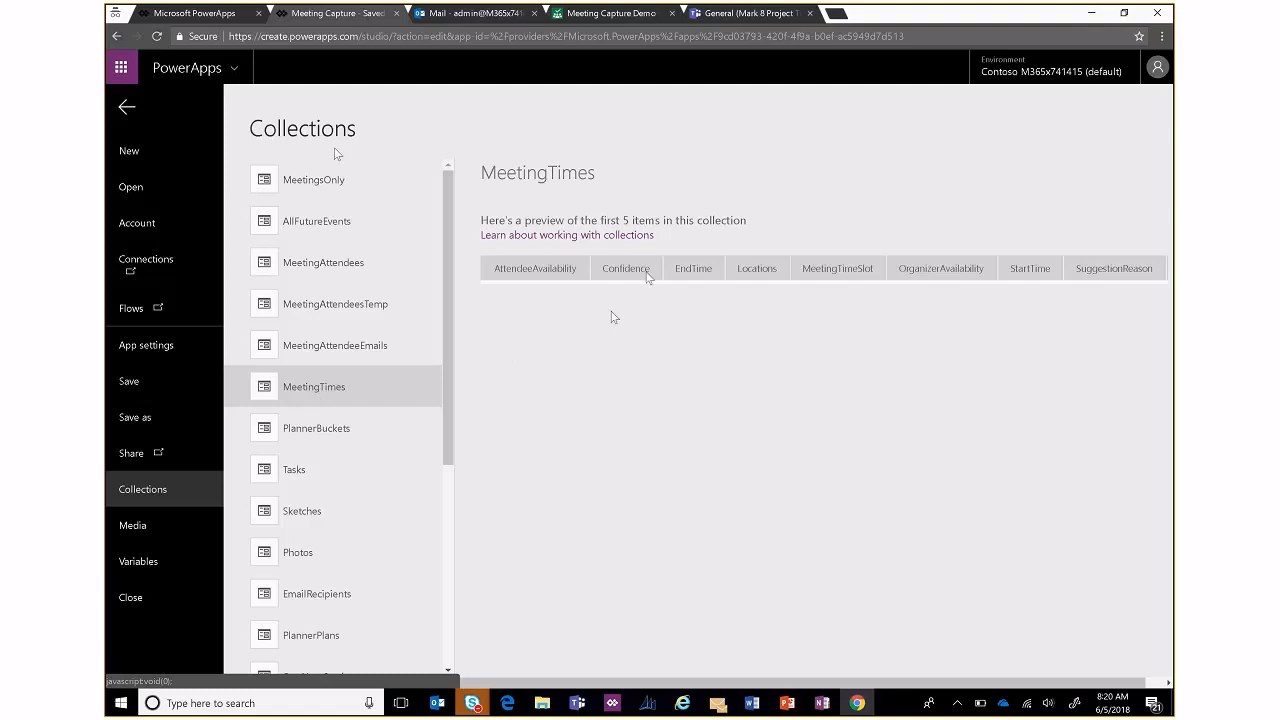 Microsoft PowerApps
Meeting Capture - Saved
Mail - admin@M365x741
Meeting Capture Demo
General (Mark 8 Project T
Secure
https://create.powerapps.com/studio/?action=edit&app-id=%2Fproviders%2FMicrosoft.PowerApps%2Fapps%2F9cd03793-420f-4f9a-b0ef-ac5949d7d513
PowerApps
Environment
Contoso M365x741415 (default)
New
Open
Account
Connections
Flows
App settings
Save
Save as
Share
Collections
Media
Variables
Close
Collections
MeetingsOnly
AllFutureEvents
MeetingAttendees
MeetingAttendeesTemp
MeetingAttendeeEmails
MeetingTimes
PlannerBuckets
Tasks
Sketches
Photos
EmailRecipients
PlannerPlans
MeetingTimes
Here's a preview of the first 5 items in this collection
Learn about working with collections
AttendeeAvailability Confidence EndTime Locations MeetingTimeSlot OrganizerAvailability StartTime SuggestionReason
javascript:void(0);
Type here to search
8:20 AM
6/5/2018
21